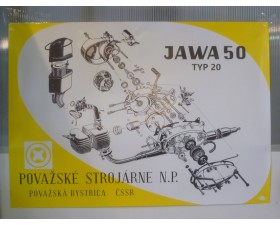 JAWA 50
TYP 20
POVAŽSKÉ STROJÁRNE N.P.
POVAŽSKÁ BYSTRICA ČSSR